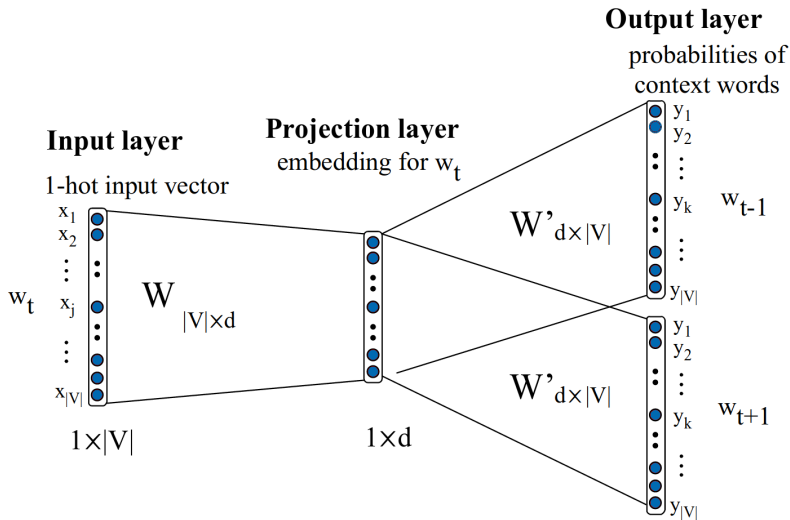 Output layer
probabilities of
context words
Projection layer
embedding for wt
Input layer
1-hot input vector
wt
x1
x2
⋮
xj
⋮
x|V|
1×|V|
W|V|×d
1×d
W'd×|V|
W'd×|V|
y1
y2
⋮
yk
⋮
y|V|
wt-1
y1
y2
⋮
yk
⋮
y|V|
wt+1